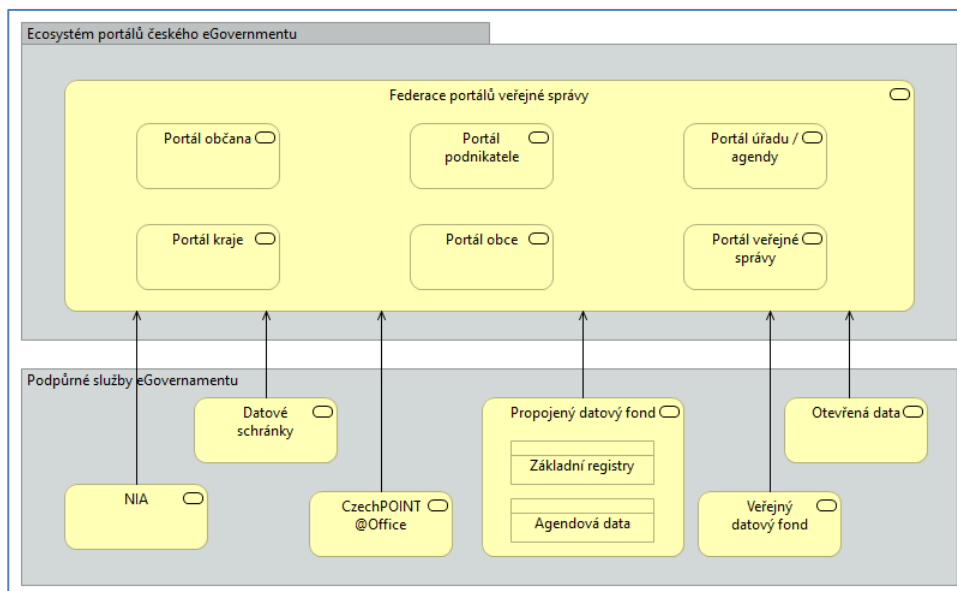 Ecosystém portálů českého eGovernmentu
Federace portálů veřejné správy
Portál občana
Portál
podnikatele
Portál úřadu /
agendy
Portál kraje
Portál obce
Portál veřejné
správy
Podpůrné služby eGovernamentu
Datové
schránky
Propojený datový fond
Otevřená data
Základní registry
NIA
CzechPOINT
@Office
Agendová data
Veřejný
datový fond